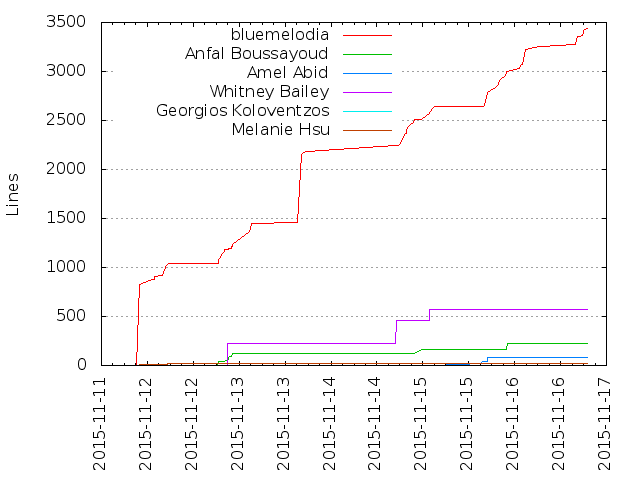 3500
3000
2500
2000
1500
1000
500
0
Lines
bluemelodia
Anfal Boussayoud
Amel Abid
Whitney Bailey
Georgios Koloventzos
Melanie Hsu
2015-11-11
2015-11-12
2015-11-12
2015-11-13
2015-11-13
2015-11-14
2015-11-14
2015-11-15
2015-11-15
2015-11-16
2015-11-16
2015-11-17